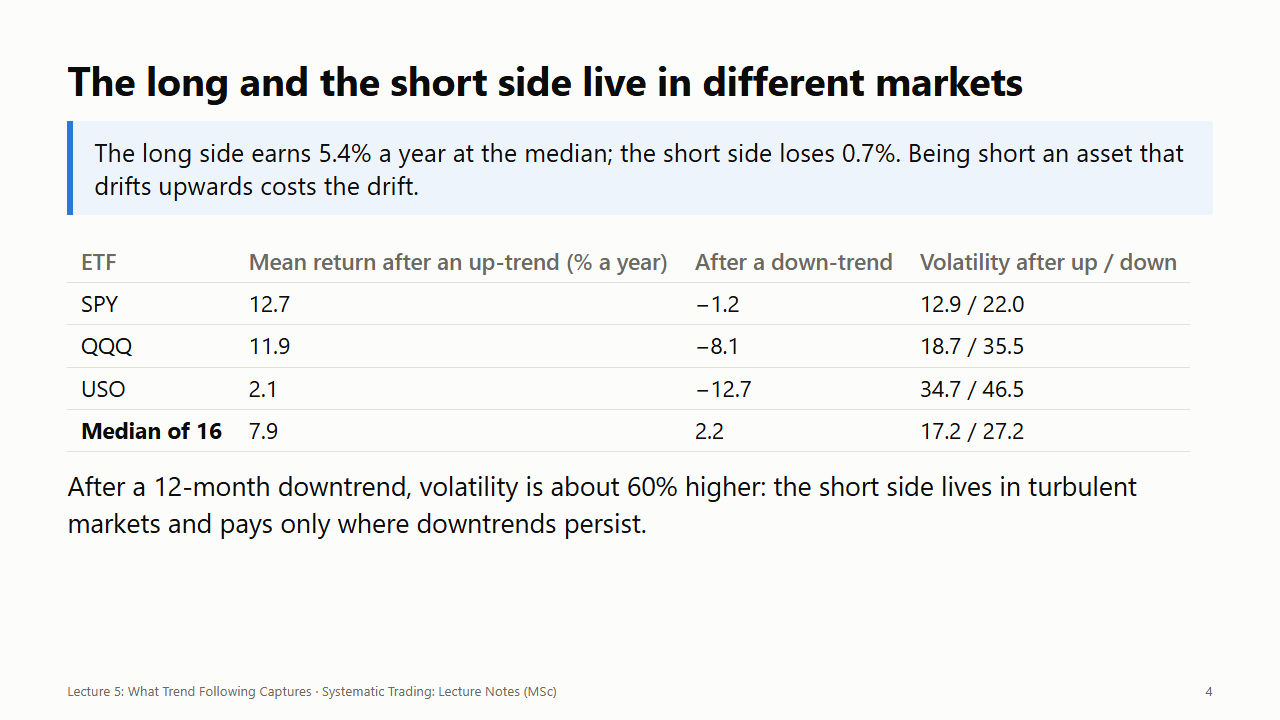 The long and the short side live in different markets
The long side earns 5.4% a year at the median; the short side loses 0.7%. Being short an asset that
drifts upwards costs the drift.
ETF Mean return after an up-trend (% a year) After a down-trend Volatility after up / down
SPY 12.7 −1.2 12.9 / 22.0
QQQ 11.9 −8.1 18.7 / 35.5
USO 2.1 −12.7 34.7 / 46.5
Median of 16 7.9 2.2 17.2 / 27.2
After a 12-month downtrend, volatility is about 60% higher: the short side lives in turbulent
markets and pays only where downtrends persist.
Lecture 5: What Trend Following Captures · Systematic Trading: Lecture Notes (MSc) 4